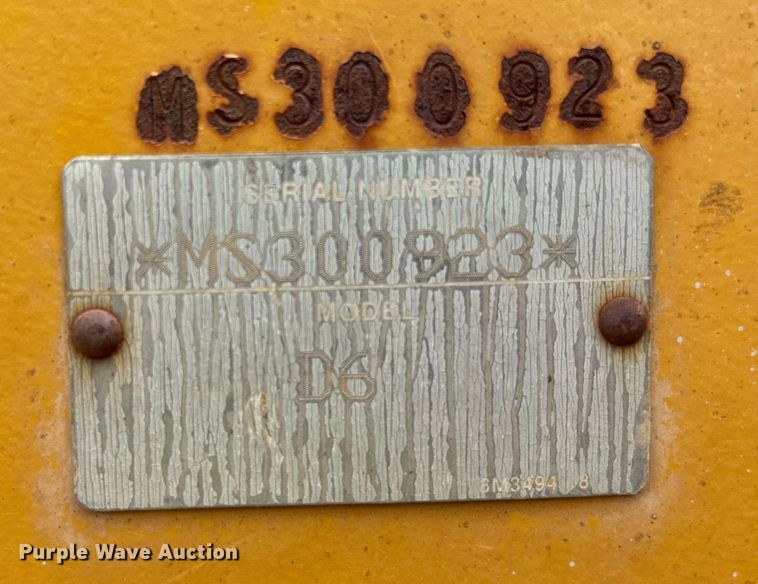 MS300923
SERIAL NUMBER
*MS300923*
MODEL
D6
3M3494 8
Purple Wave Auction